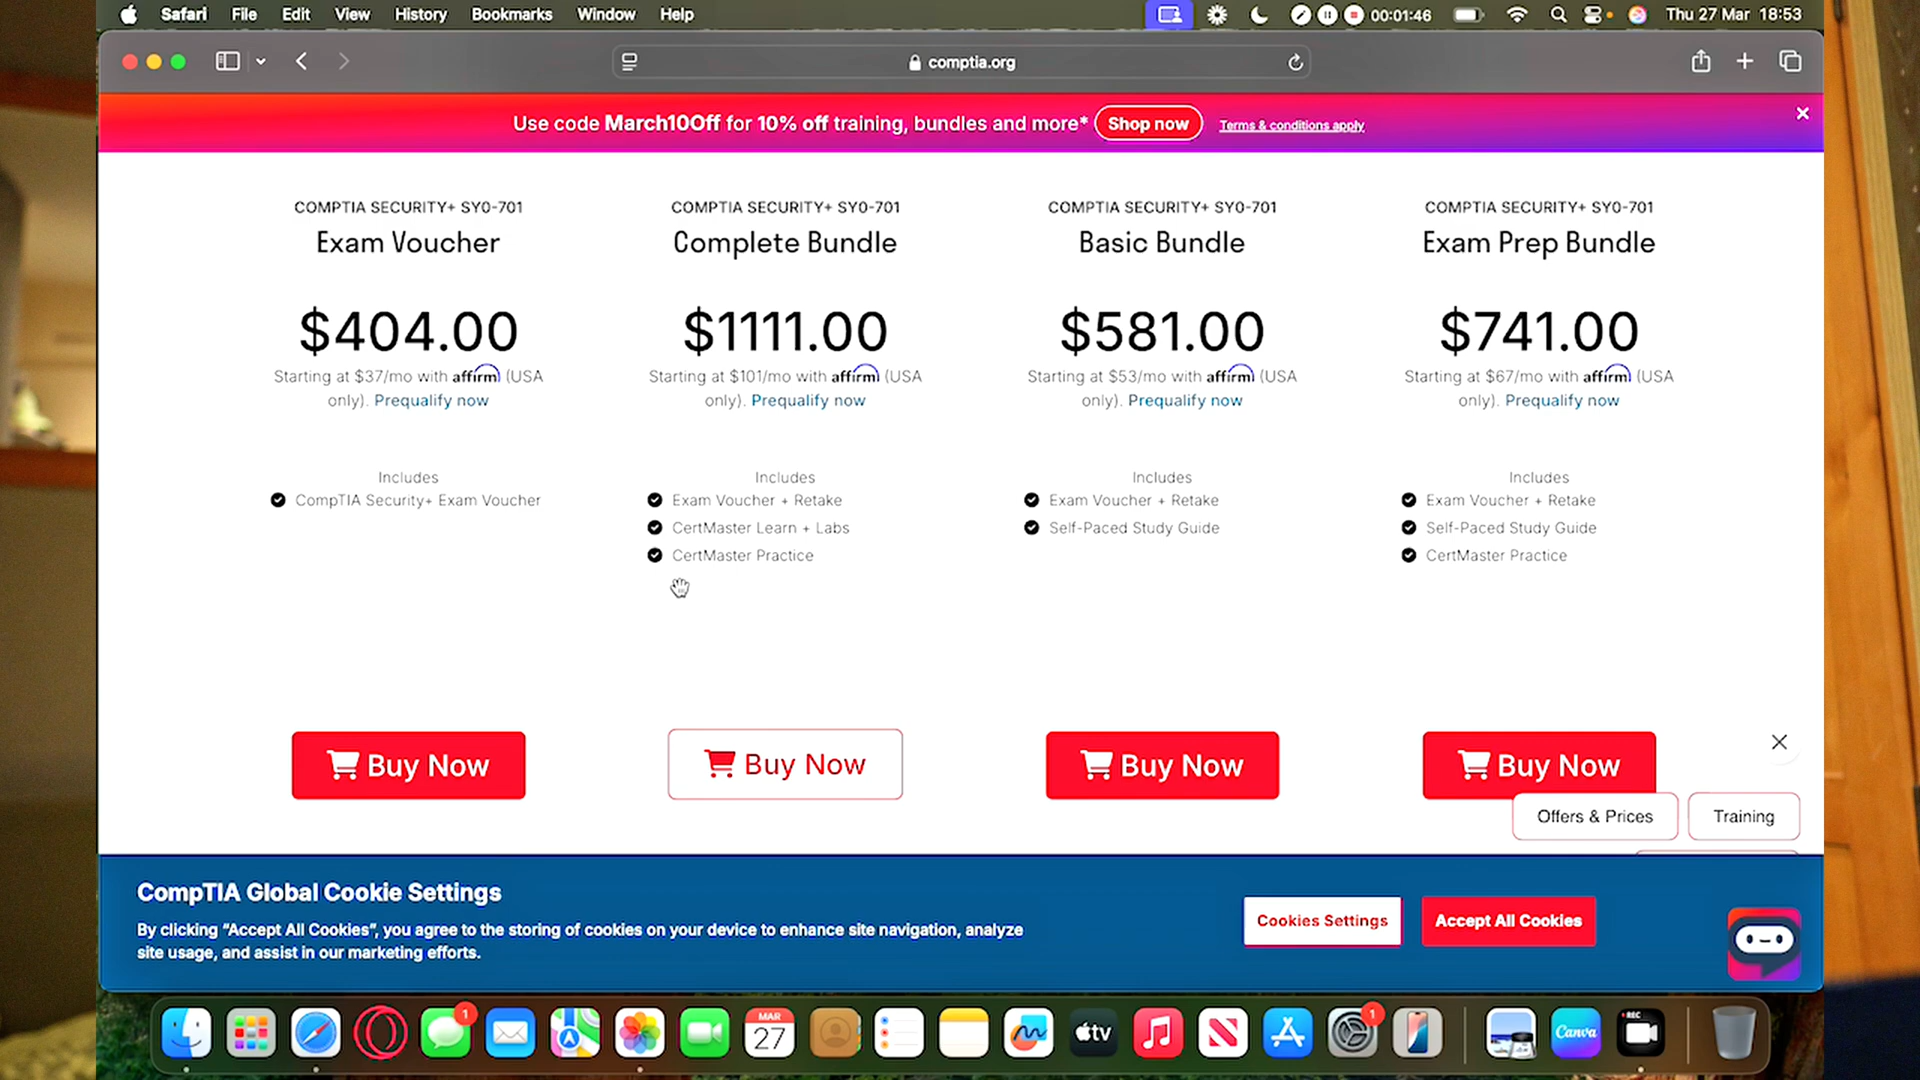 Safari File Edit View History Bookmarks Window Help 00:01:46 Thu 27 Mar 18:53
comptia.org
Use code March10Off for 10% off training, bundles and more* Shop now Terms & conditions apply
COMPTIA SECURITY+ SY0-701
Exam Voucher
$404.00
Starting at $37/mo with affirm (USA
only). Prequalify now
Includes
CompTIA Security+ Exam Voucher
Buy Now
COMPTIA SECURITY+ SY0-701
Complete Bundle
$1111.00
Starting at $101/mo with affirm (USA
only). Prequalify now
Includes
Exam Voucher + Retake
CertMaster Learn + Labs
CertMaster Practice
Buy Now
COMPTIA SECURITY+ SY0-701
Basic Bundle
$581.00
Starting at $53/mo with affirm (USA
only). Prequalify now
Includes
Exam Voucher + Retake
Self-Paced Study Guide
Buy Now
COMPTIA SECURITY+ SY0-701
Exam Prep Bundle
$741.00
Starting at $67/mo with affirm (USA
only). Prequalify now
Includes
Exam Voucher + Retake
Self-Paced Study Guide
CertMaster Practice
Buy Now
Offers & Prices Training
CompTIA Global Cookie Settings
By clicking “Accept All Cookies”, you agree to the storing of cookies on your device to enhance site navigation, analyze
site usage, and assist in our marketing efforts.
Cookies Settings Accept All Cookies
1 MAR 27 tv 1 Canva REC